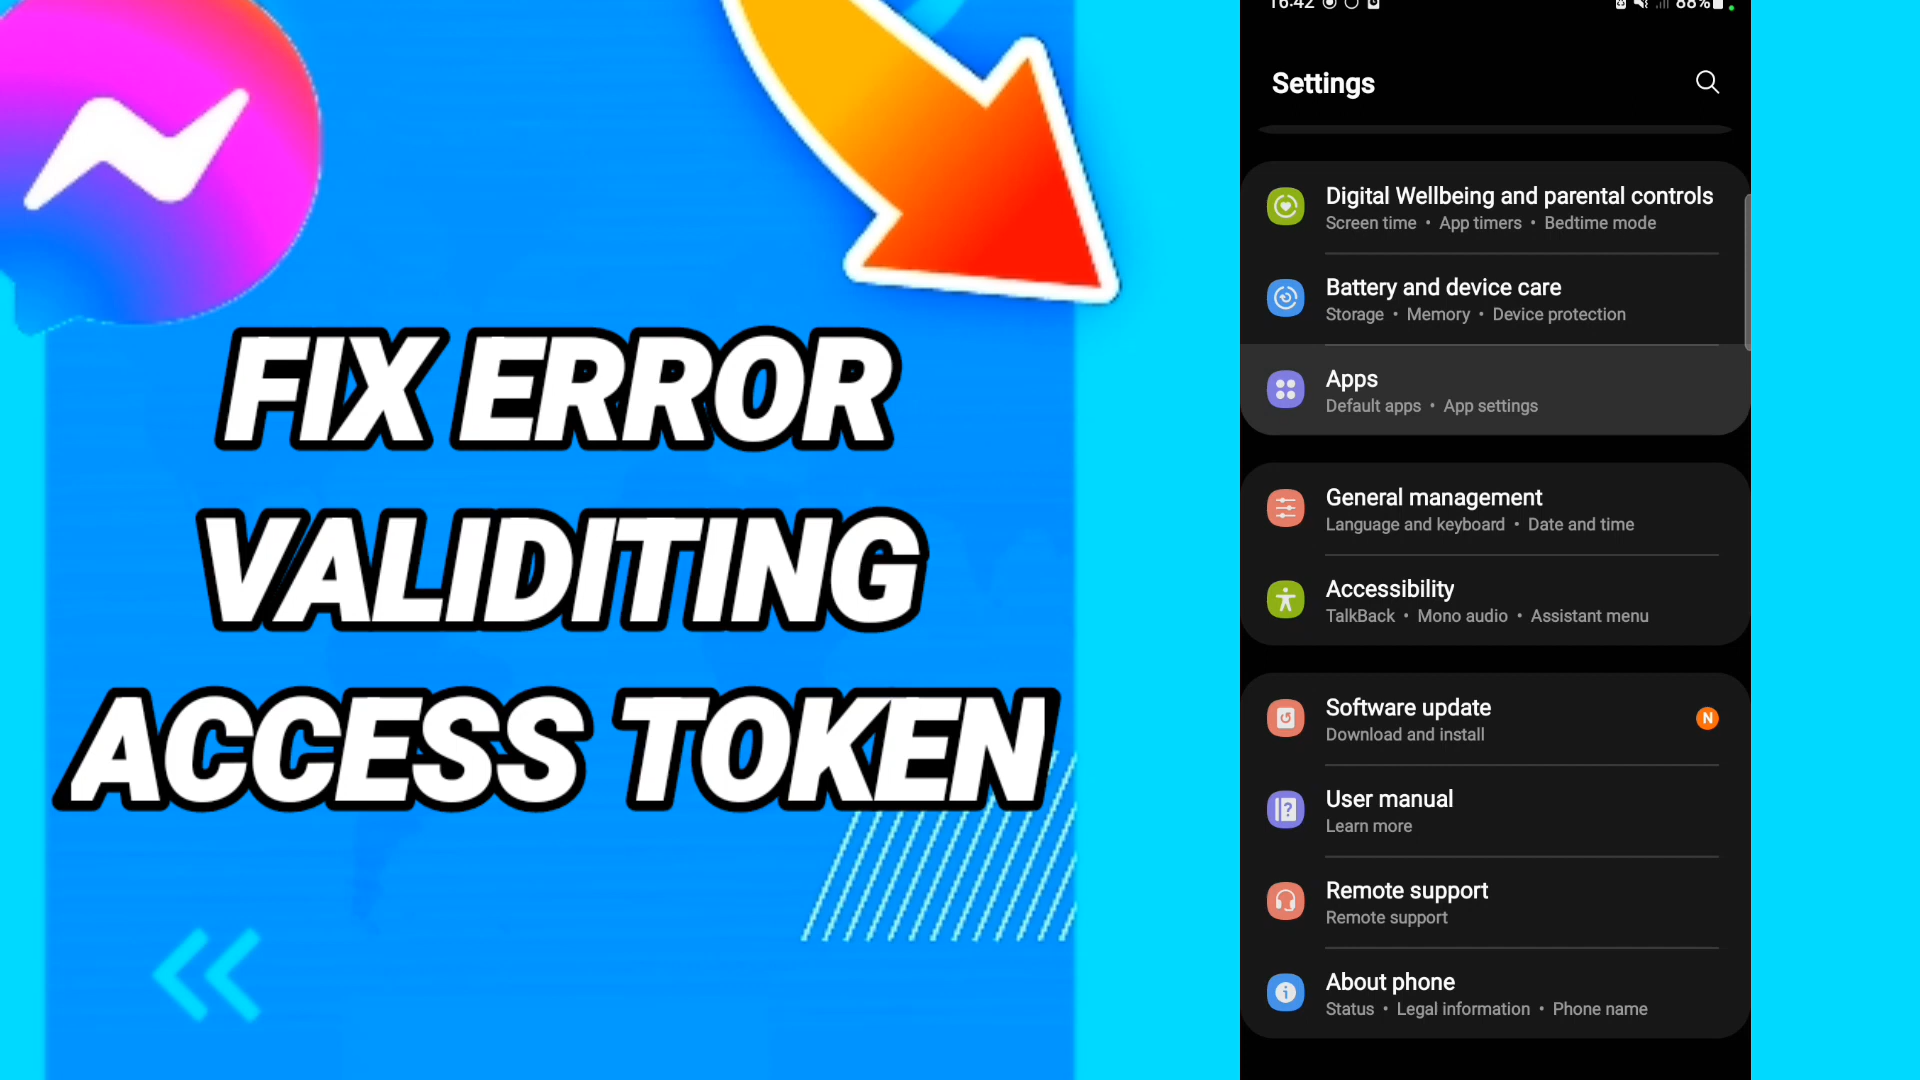 FIX ERROR
VALIDITING
ACCESS TOKEN
16:42
88%
Settings
Digital Wellbeing and parental controls
Screen time • App timers • Bedtime mode
Battery and device care
Storage • Memory • Device protection
Apps
Default apps • App settings
General management
Language and keyboard • Date and time
Accessibility
TalkBack • Mono audio • Assistant menu
Software update
N
Download and install
User manual
Learn more
Remote support
Remote support
About phone
Status • Legal information • Phone name